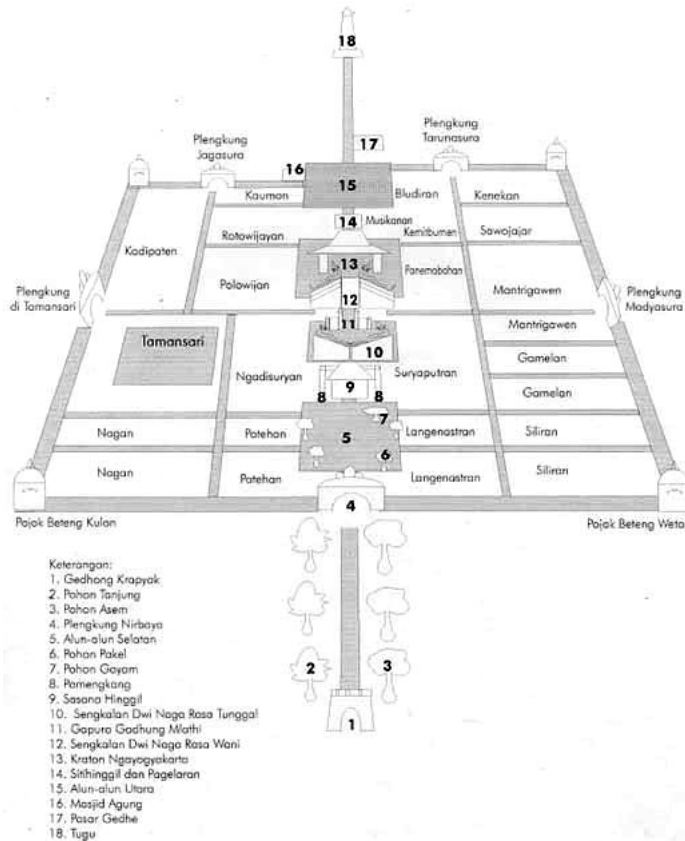 18
17
Plengkung
Jagasura
Plengkung
Tarunasura
16
15
Kauman
Bludiran
Kenekan
14
Musikanan
Rotowijayan
Kemitbumen
Sawojajar
Kadipaten
13
Polowijan
Panembahan
Plengkung
di Tamansari
12
Mantrigawen
Plengkung
Madyasura
11
Mantrigawen
Tamansari
10
Gamelan
Ngadisuryan
Suryaputran
9
8
8
Gamelan
7
5
Nagan
Patehan
Langenastran
Siliran
6
Nagan
Patehan
Langenastran
Siliran
4
Pojok Beteng Kulon
Pojok Beteng Weta
Keterangan:
1. Gedhong Krapyak
2. Pohon Tanjung
3. Pohon Asem
4. Plengkung Nirbaya
5. Alun-alun Selatan
6. Pohon Pakel
7. Pohon Gayam
8. Pamengkang
9. Sasana Hinggil
10. Sengkalan Dwi Naga Rasa Tunggal
11. Gapura Gadhung Mlathi
12. Sengkalan Dwi Naga Rasa Wani
13. Kraton Ngayogyakarta
14. Sitihinggil dan Pagelaran
15. Alun-alun Utara
16. Masjid Agung
17. Pasar Gedhe
18. Tugu
2
3
1